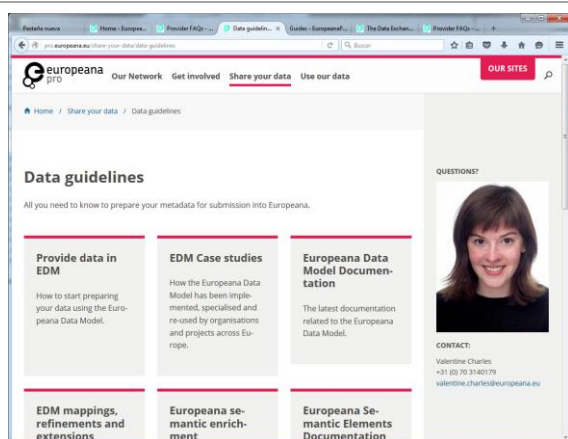 Pestaña nueva
Home - Europea...
Provider FAQs - ...
Data guidelin...
Guides - EuropeanaP...
The Data Exchan...
Provider FAQs - ...
pro.europeana.eu/share-your-data/data-guidelines
Buscar
europeana
pro
Our Network Get involved Share your data Use our data
OUR SITES
Home / Share your data / Data guidelines
Data guidelines
All you need to know to prepare your metadata for submission into Europeana.
Provide data in
EDM
How to start preparing
your data using the Euro-
peana Data Model.
EDM Case studies
How the Europeana Data
Model has been imple-
mented, specialised and
re-used by organisations
and projects across Eu-
rope.
Europeana Data
Model Documen-
tation
The latest documentation
related to the Europeana
Data Model.
EDM mappings,
refinements and
extensions
Europeana se-
mantic enrich-
ment
Europeana Se-
mantic Elements
Documentation
QUESTIONS?
CONTACT:
Valentine Charles
+31 (0) 70 3140179
valentine.charles@europeana.eu